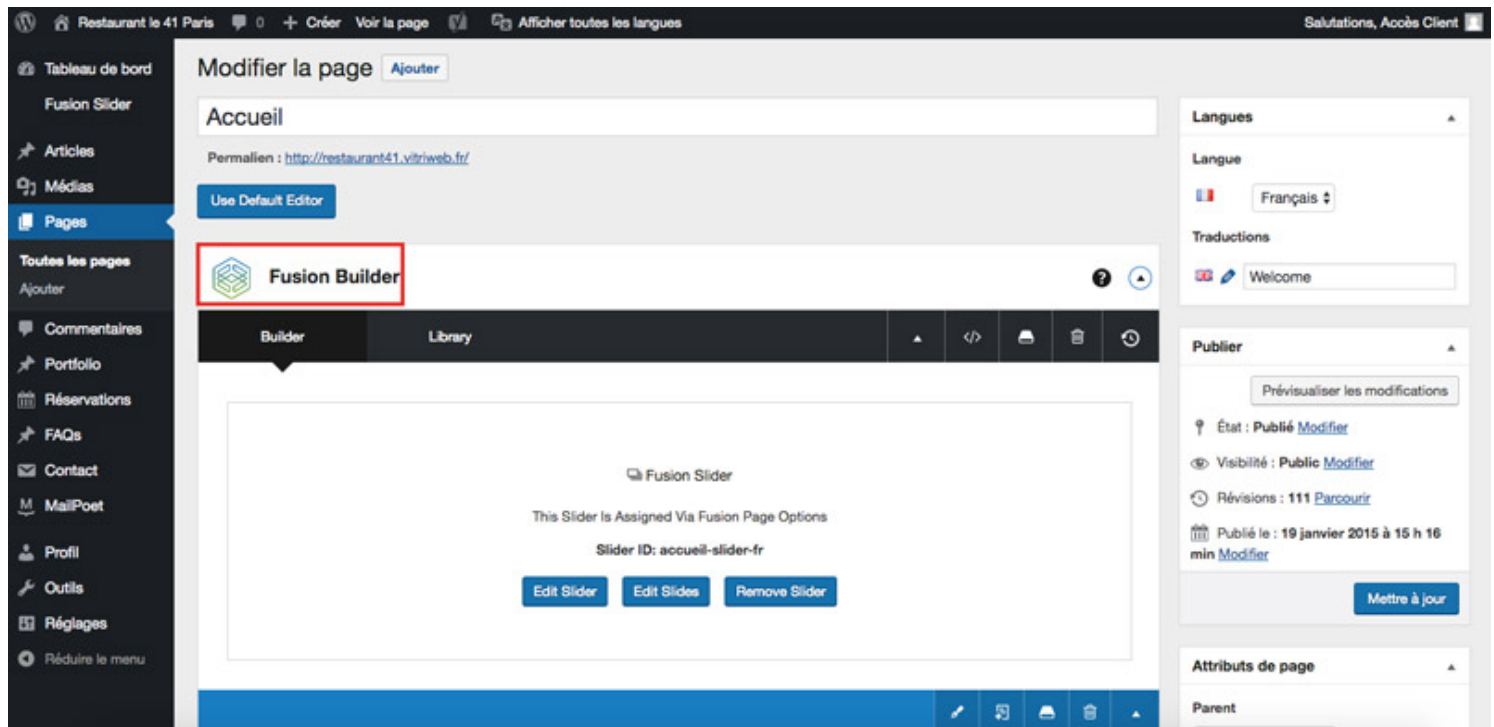 Restaurant le 41 Paris 0 + Créer Voir la page Afficher toutes les langues Salutations, Accès Client
Tableau de bord
Fusion Slider
Articles
Médias
Pages
Toutes les pages
Ajouter
Commentaires
Portfolio
Réservations
FAQs
Contact
MailPoet
Profil
Outils
Réglages
Réduire le menu
Modifier la page Ajouter
Accueil
Permalien : http://restaurant41.vitriweb.fr/
Use Default Editor
Fusion Builder
Builder Library
Fusion Slider
This Slider Is Assigned Via Fusion Page Options
Slider ID: accueil-slider-fr
Edit Slider Edit Slides Remove Slider
Langues
Langue
Français
Traductions
Welcome
Publier
Prévisualiser les modifications
État : Publié Modifier
Visibilité : Public Modifier
Révisions : 111 Parcourir
Publié le : 19 janvier 2015 à 15 h 16
min Modifier
Mettre à jour
Attributs de page
Parent